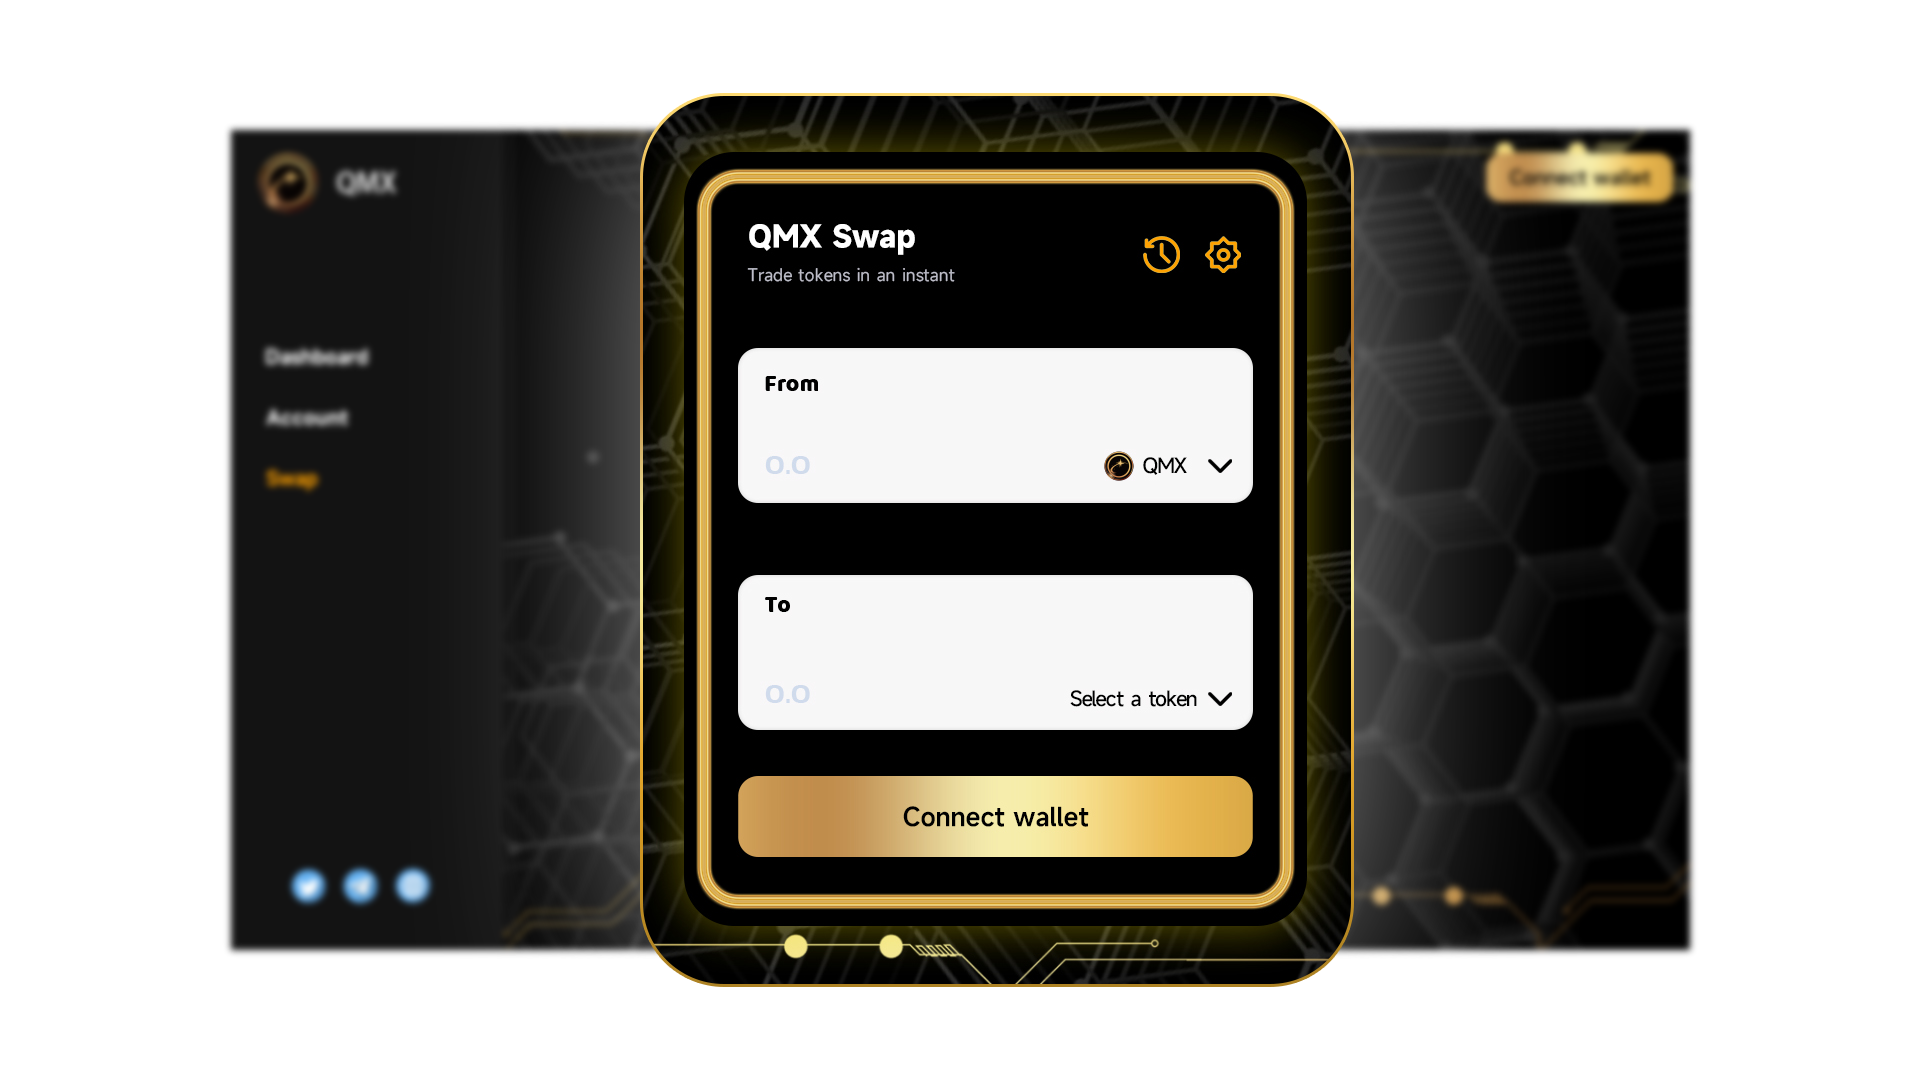 QMX
Connect wallet
Dashboard
Account
Swap
QMX Swap
Trade tokens in an instant
From
0.0
QMX
To
0.0
Select a token
Connect wallet